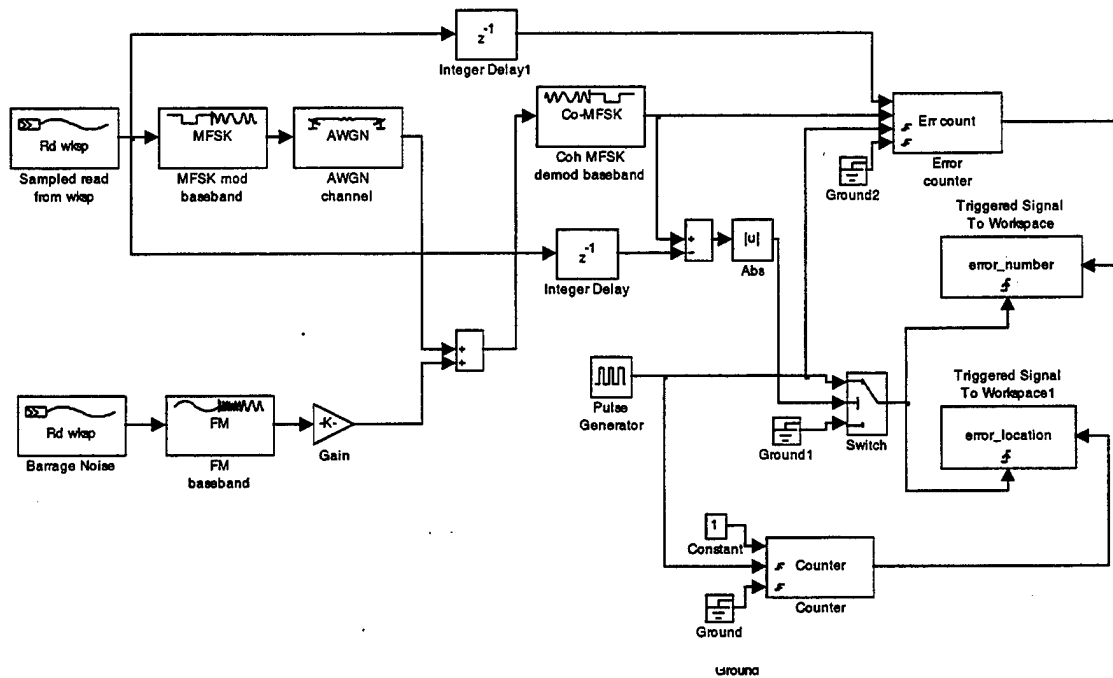 z-1
Integer Delay1
Rd wksp
Sampled read
from wksp
MFSK
MFSK mod
baseband
AWGN
AWGN
channel
Co-MFSK
Coh MFSK
demod baseband
Err count
Error
counter
Ground2
z-1
Integer Delay
+
−
|u|
Abs
Triggered Signal
To Workspace
error_number
+
+
Pulse
Generator
Ground1
Switch
Triggered Signal
To Workspace1
error_location
Rd wksp
Barrage Noise
FM
FM
baseband
-K-
Gain
1
Constant
Counter
Counter
Ground
Ground